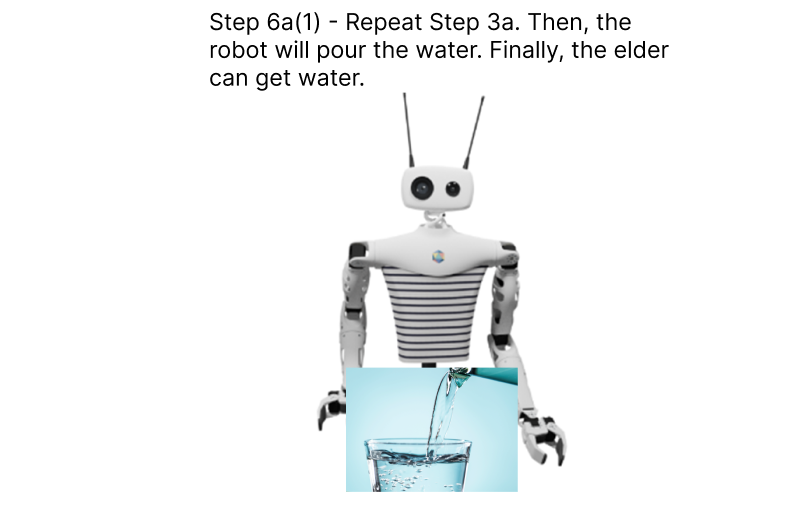 Step 6a(1) - Repeat Step 3a. Then, the
robot will pour the water. Finally, the elder
can get water.